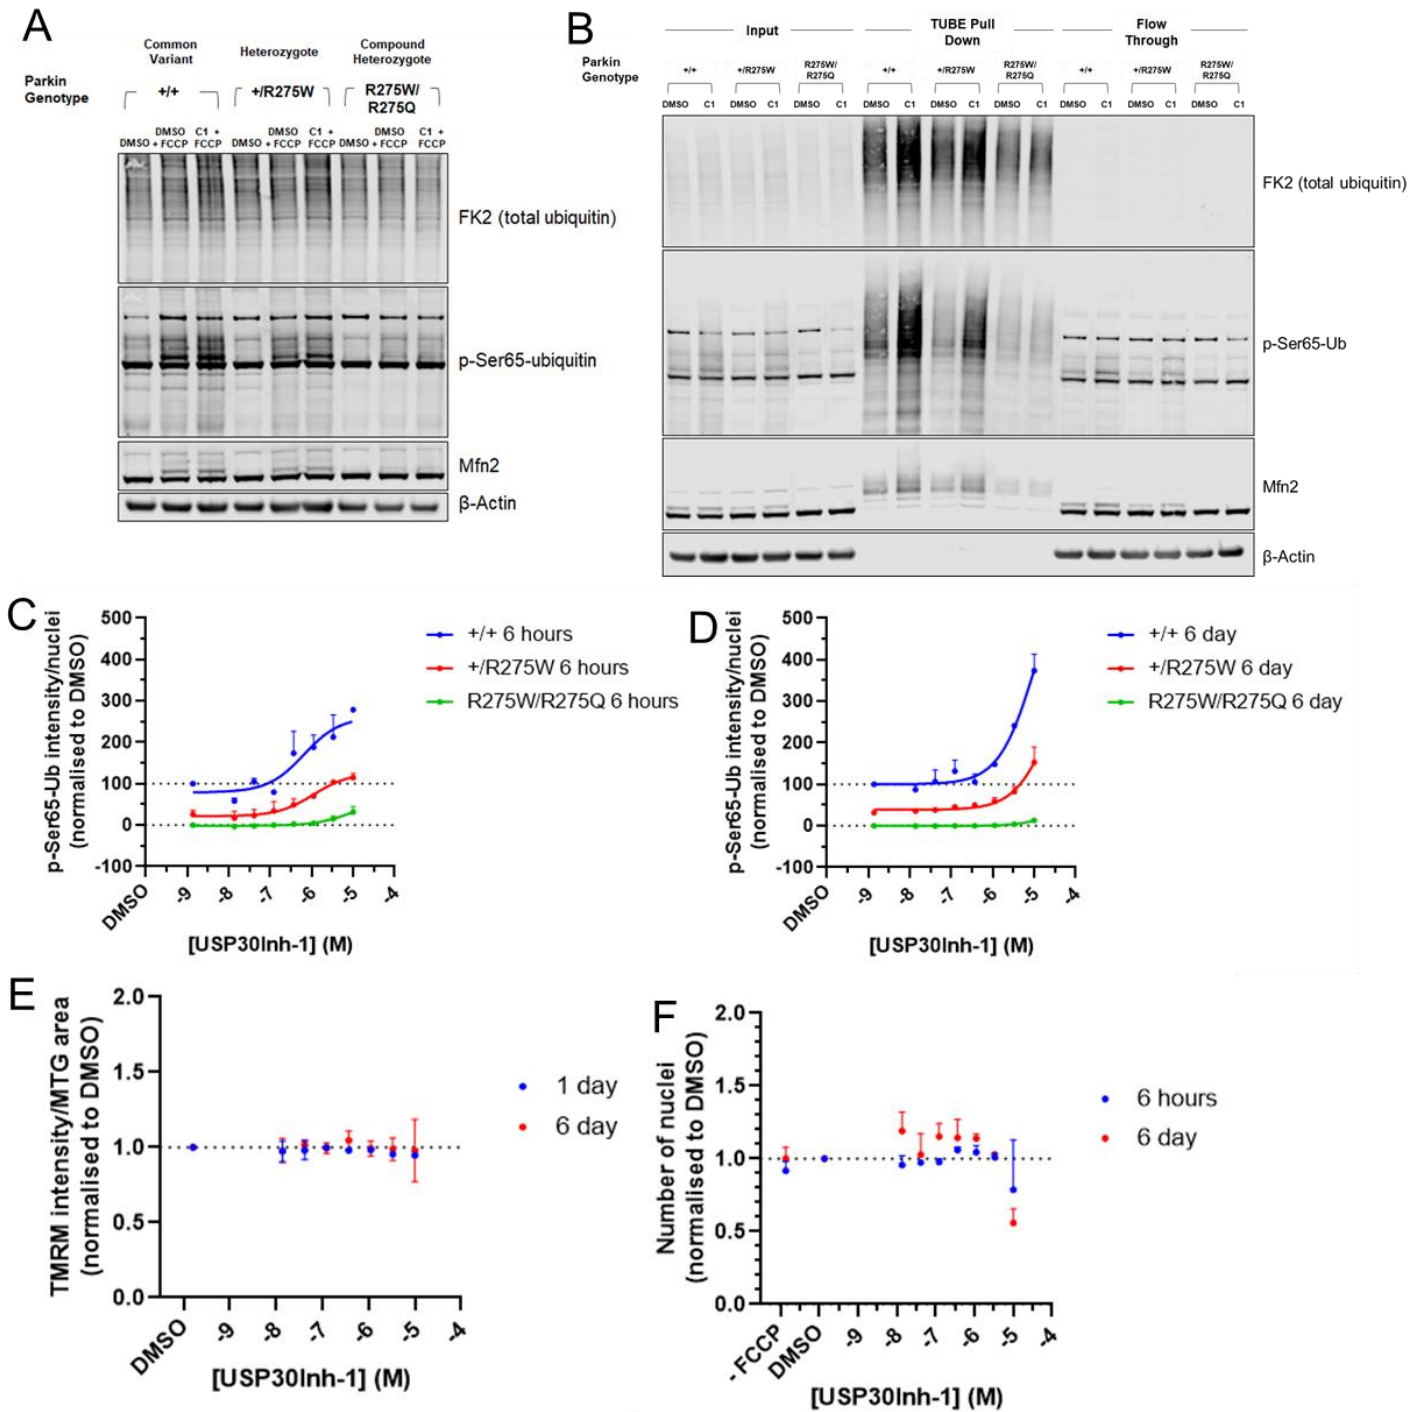 A
Common Variant
Heterozygote
Compound Heterozygote
Parkin Genotype
+/+
+/R275W
R275W/ R275Q
DMSO
DMSO + FCCP
C1 + FCCP
DMSO
DMSO + FCCP
C1 + FCCP
DMSO
DMSO + FCCP
C1 + FCCP
FK2 (total ubiquitin)
p-Ser65-ubiquitin
Mfn2
β-Actin
B
Input
TUBE Pull Down
Flow Through
Parkin Genotype
+/+
+/R275W
R275W/ R275Q
+/+
+/R275W
R275W/ R275Q
+/+
+/R275W
R275W/ R275Q
DMSO C1 DMSO C1 DMSO C1 DMSO C1 DMSO C1 DMSO C1 DMSO C1 DMSO C1 DMSO C1
FK2 (total ubiquitin)
p-Ser65-Ub
Mfn2
β-Actin
C
p-Ser65-Ub intensity/nuclei
(normalised to DMSO)
500
400
300
200
100
0
-100
DMSO -9 -8 -7 -6 -5 -4
[USP30Inh-1] (M)
+/+ 6 hours
+/R275W 6 hours
R275W/R275Q 6 hours
D
p-Ser65-Ub intensity/nuclei
(normalised to DMSO)
500
400
300
200
100
0
-100
DMSO -9 -8 -7 -6 -5 -4
[USP30Inh-1] (M)
+/+ 6 day
+/R275W 6 day
R275W/R275Q 6 day
E
TMRM intensity/MTG area
(normalised to DMSO)
2.0
1.5
1.0
0.5
0.0
DMSO -9 -8 -7 -6 -5 -4
[USP30Inh-1] (M)
1 day
6 day
F
Number of nuclei
(normalised to DMSO)
2.0
1.5
1.0
0.5
0.0
- FCCP DMSO -9 -8 -7 -6 -5 -4
[USP30Inh-1] (M)
6 hours
6 day